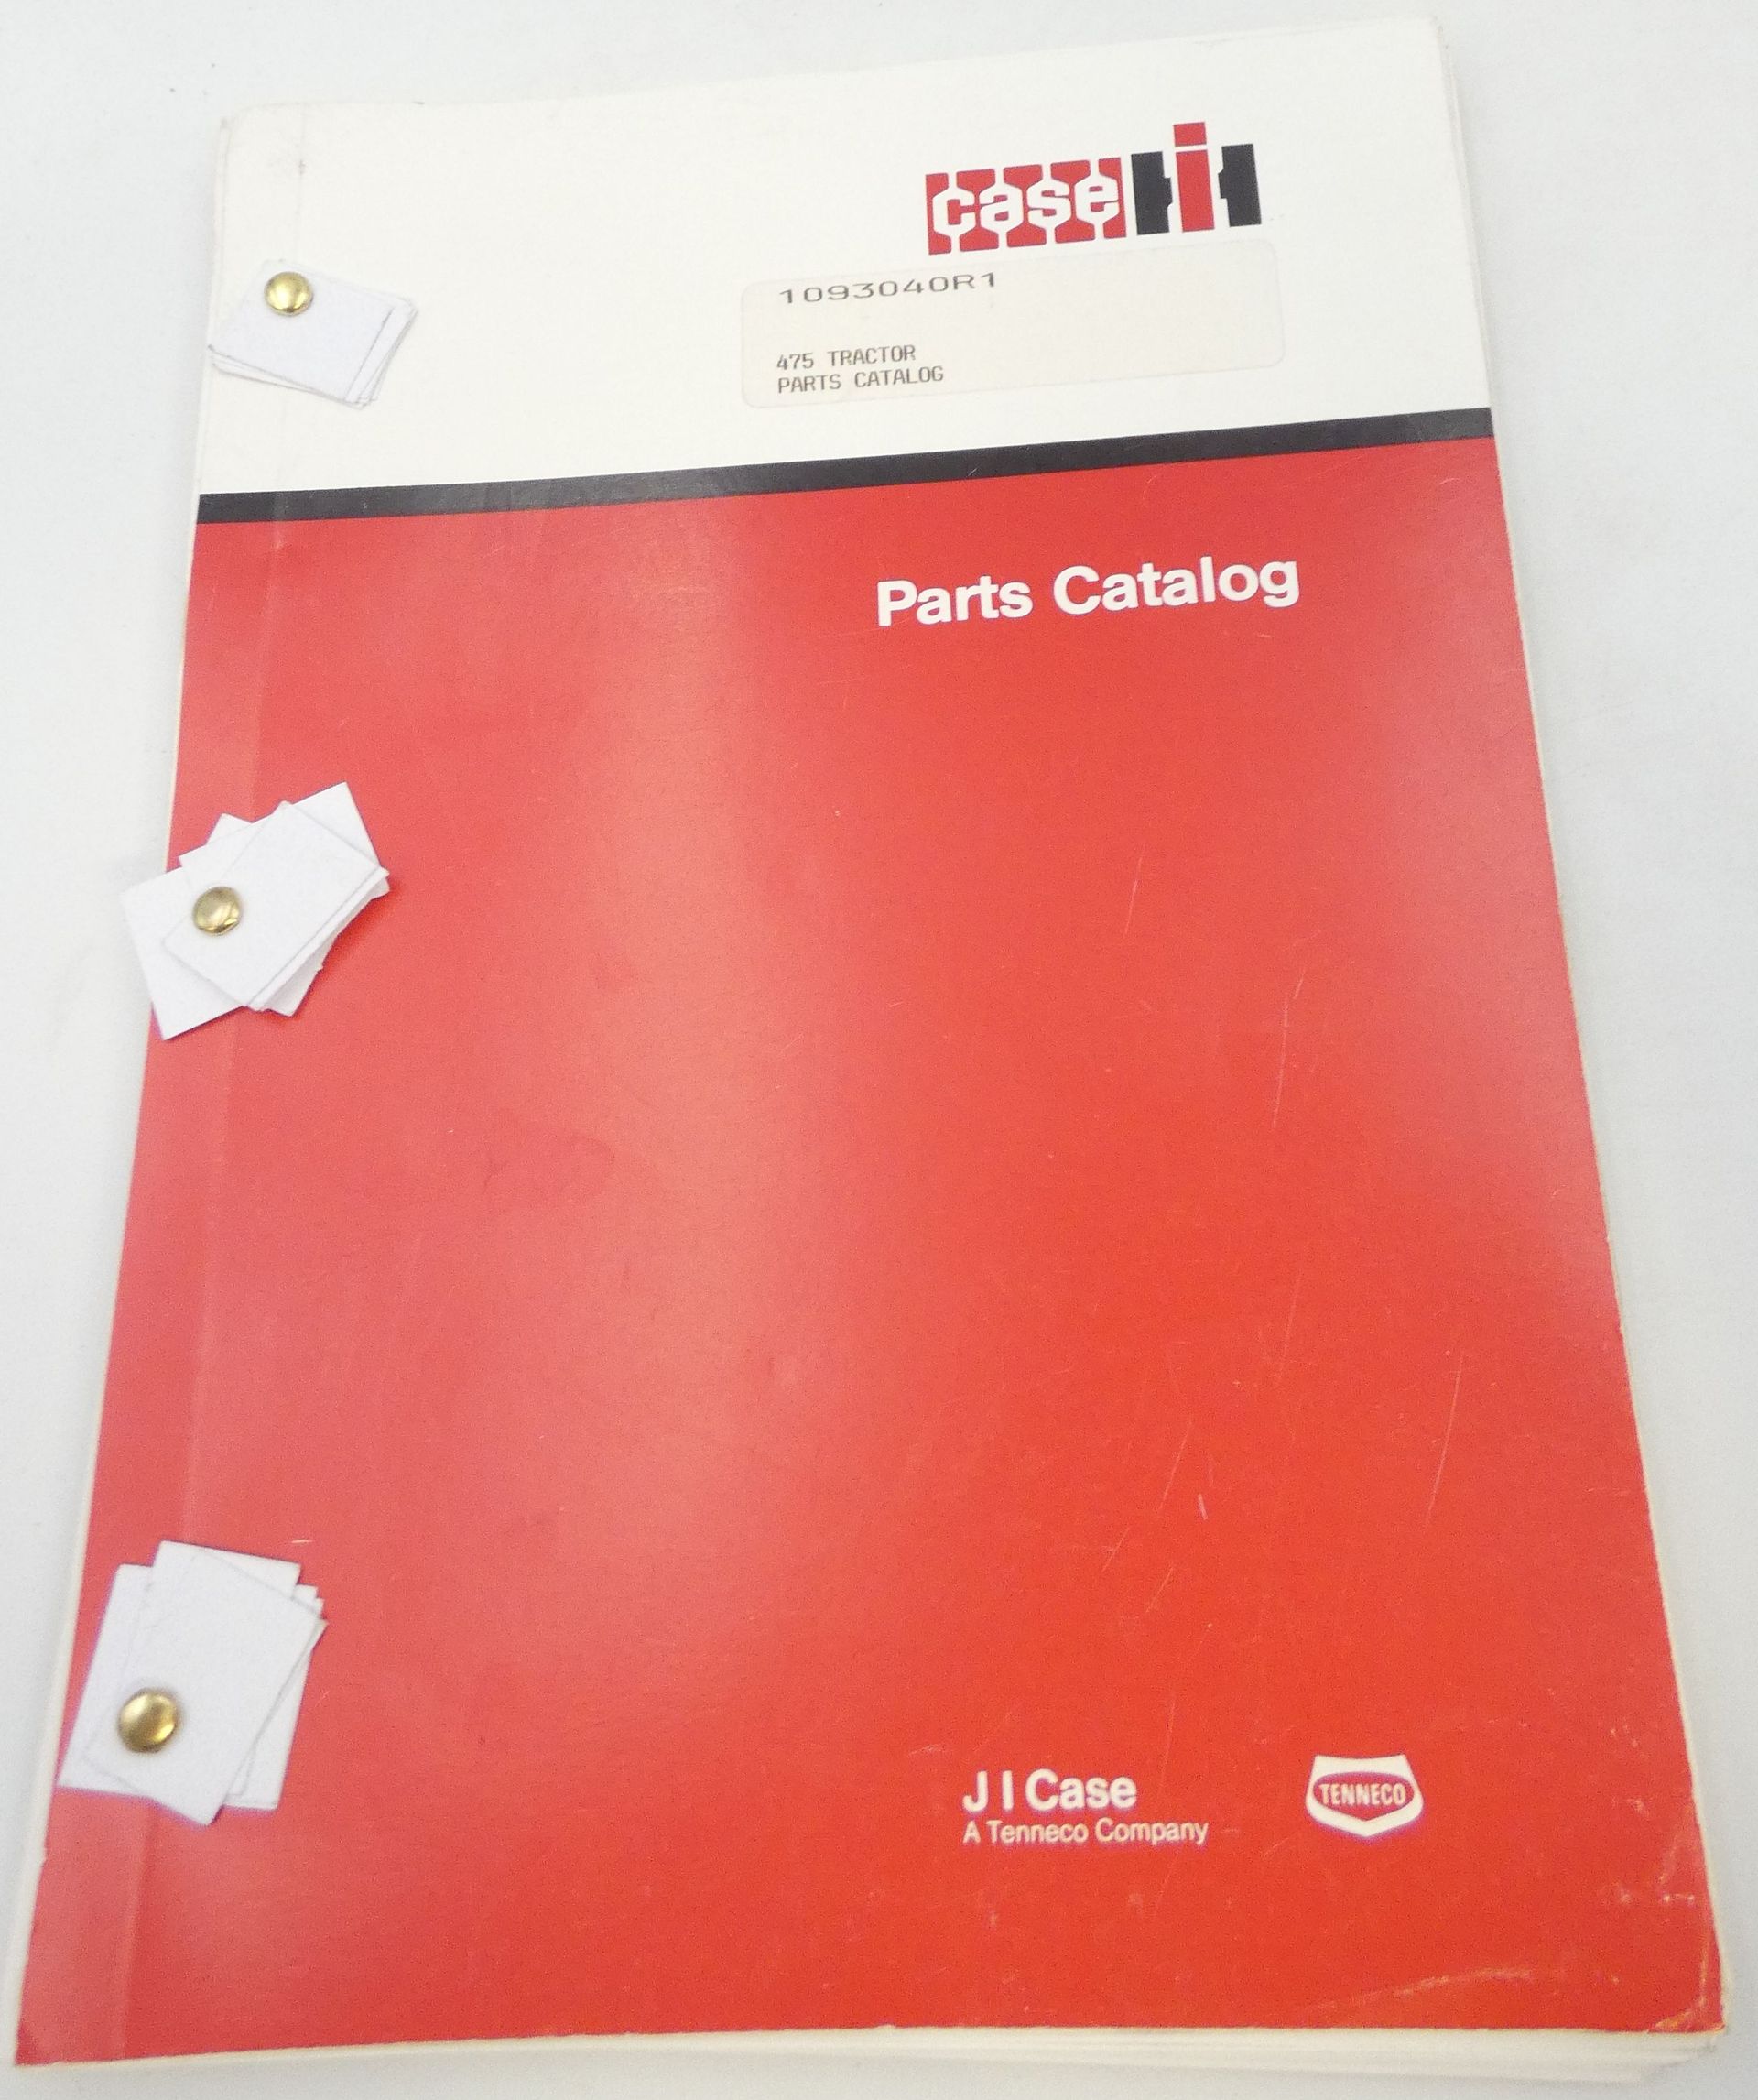 case IH
1093040R1
475 TRACTOR
PARTS CATALOG
Parts Catalog
J I Case
A Tenneco Company
TENNECO